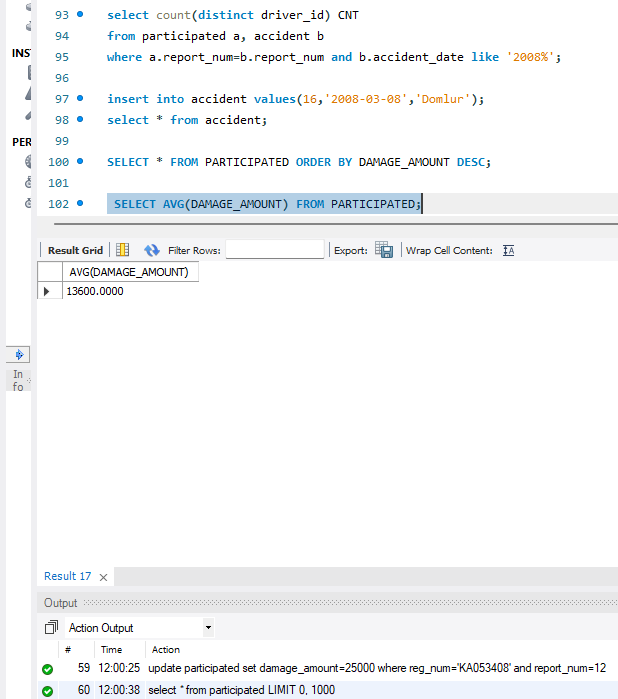 93 select count(distinct driver_id) CNT
94 from participated a, accident b
INS
95 where a.report_num=b.report_num and b.accident_date like '2008%';
96
97 insert into accident values(16,'2008-03-08','Domlur');
98 select * from accident;
99
PER
100 SELECT * FROM PARTICIPATED ORDER BY DAMAGE_AMOUNT DESC;
101
102 SELECT AVG(DAMAGE_AMOUNT) FROM PARTICIPATED;
Result Grid Filter Rows: Export: Wrap Cell Content:
AVG(DAMAGE_AMOUNT)
13600.0000
In
fo
Result 17 ×
Output
Action Output
# Time Action
59 12:00:25 update participated set damage_amount=25000 where reg_num='KA053408' and report_num=12
60 12:00:38 select * from participated LIMIT 0, 1000